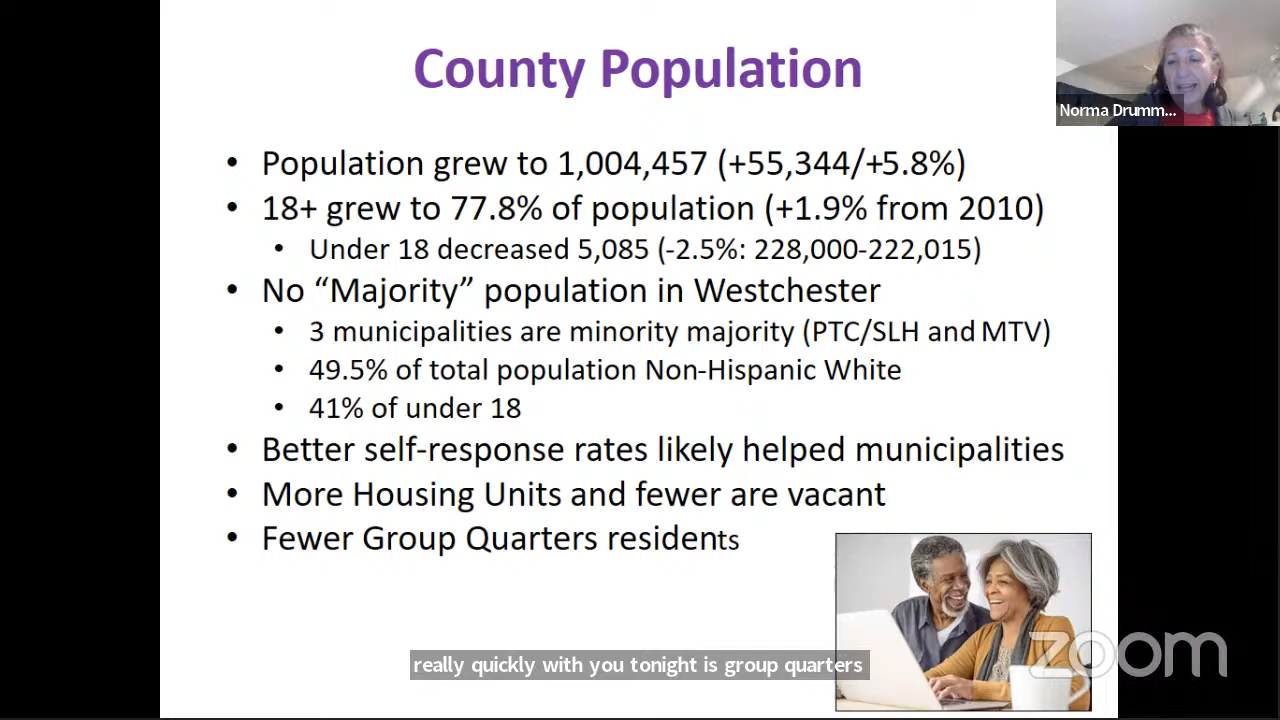 County Population
Norma Drumm...
• Population grew to 1,004,457 (+55,344/+5.8%)
• 18+ grew to 77.8% of population (+1.9% from 2010)
• Under 18 decreased 5,085 (-2.5%: 228,000-222,015)
• No “Majority” population in Westchester
• 3 municipalities are minority majority (PTC/SLH and MTV)
• 49.5% of total population Non-Hispanic White
• 41% of under 18
• Better self-response rates likely helped municipalities
• More Housing Units and fewer are vacant
• Fewer Group Quarters residents
really quickly with you tonight is group quarters
zoom